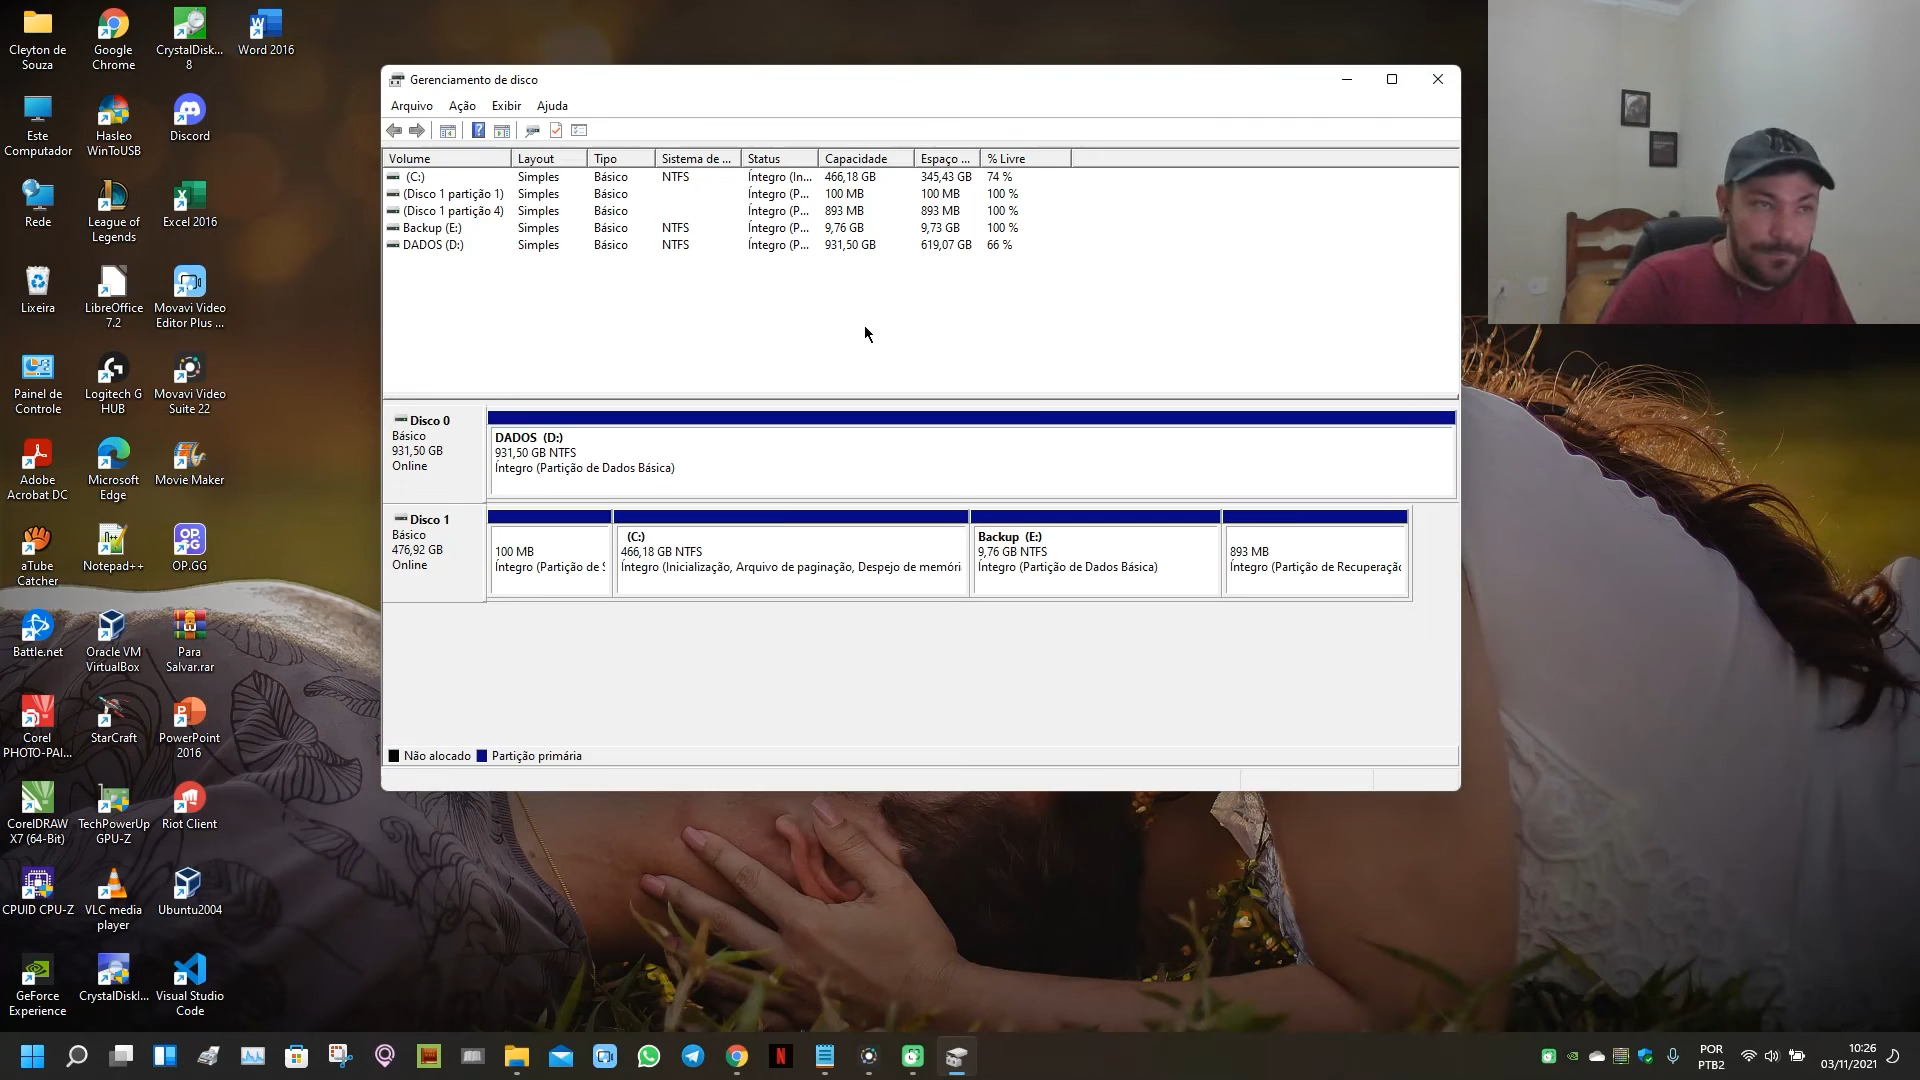 Cleyton de
Souza
Google
Chrome
CrystalDisk...
8
Word 2016
Este
Computador
Hasleo
WinToUSB
Discord
Rede
League of
Legends
Excel 2016
Lixeira
LibreOffice
7.2
Movavi Video
Editor Plus ...
Painel de
Controle
Logitech G
HUB
Movavi Video
Suite 22
Adobe
Acrobat DC
Microsoft
Edge
Movie Maker
aTube
Catcher
Notepad++
OP.GG
Battle.net
Oracle VM
VirtualBox
Para
Salvar.rar
Corel
PHOTO-PAI...
StarCraft
PowerPoint
2016
CorelDRAW
X7 (64-Bit)
TechPowerUp
GPU-Z
Riot Client
CPUID CPU-Z
VLC media
player
Ubuntu2004
GeForce
Experience
CrystalDiskI...
Visual Studio
Code
Gerenciamento de disco
Arquivo Ação Exibir Ajuda
Volume Layout Tipo Sistema de ... Status Capacidade Espaço ... % Livre
(C:) Simples Básico NTFS Íntegro (In... 466,18 GB 345,43 GB 74 %
(Disco 1 partição 1) Simples Básico Íntegro (P... 100 MB 100 MB 100 %
(Disco 1 partição 4) Simples Básico Íntegro (P... 893 MB 893 MB 100 %
Backup (E:) Simples Básico NTFS Íntegro (P... 9,76 GB 9,73 GB 100 %
DADOS (D:) Simples Básico NTFS Íntegro (P... 931,50 GB 619,07 GB 66 %
Disco 0
Básico
931,50 GB
Online
DADOS (D:)
931,50 GB NTFS
Íntegro (Partição de Dados Básica)
Disco 1
Básico
476,92 GB
Online
100 MB
Íntegro (Partição de S
(C:)
466,18 GB NTFS
Íntegro (Inicialização, Arquivo de paginação, Despejo de memóri
Backup (E:)
9,76 GB NTFS
Íntegro (Partição de Dados Básica)
893 MB
Íntegro (Partição de Recuperaçã
Não alocado Partição primária
POR
PTB2
10:26
03/11/2021